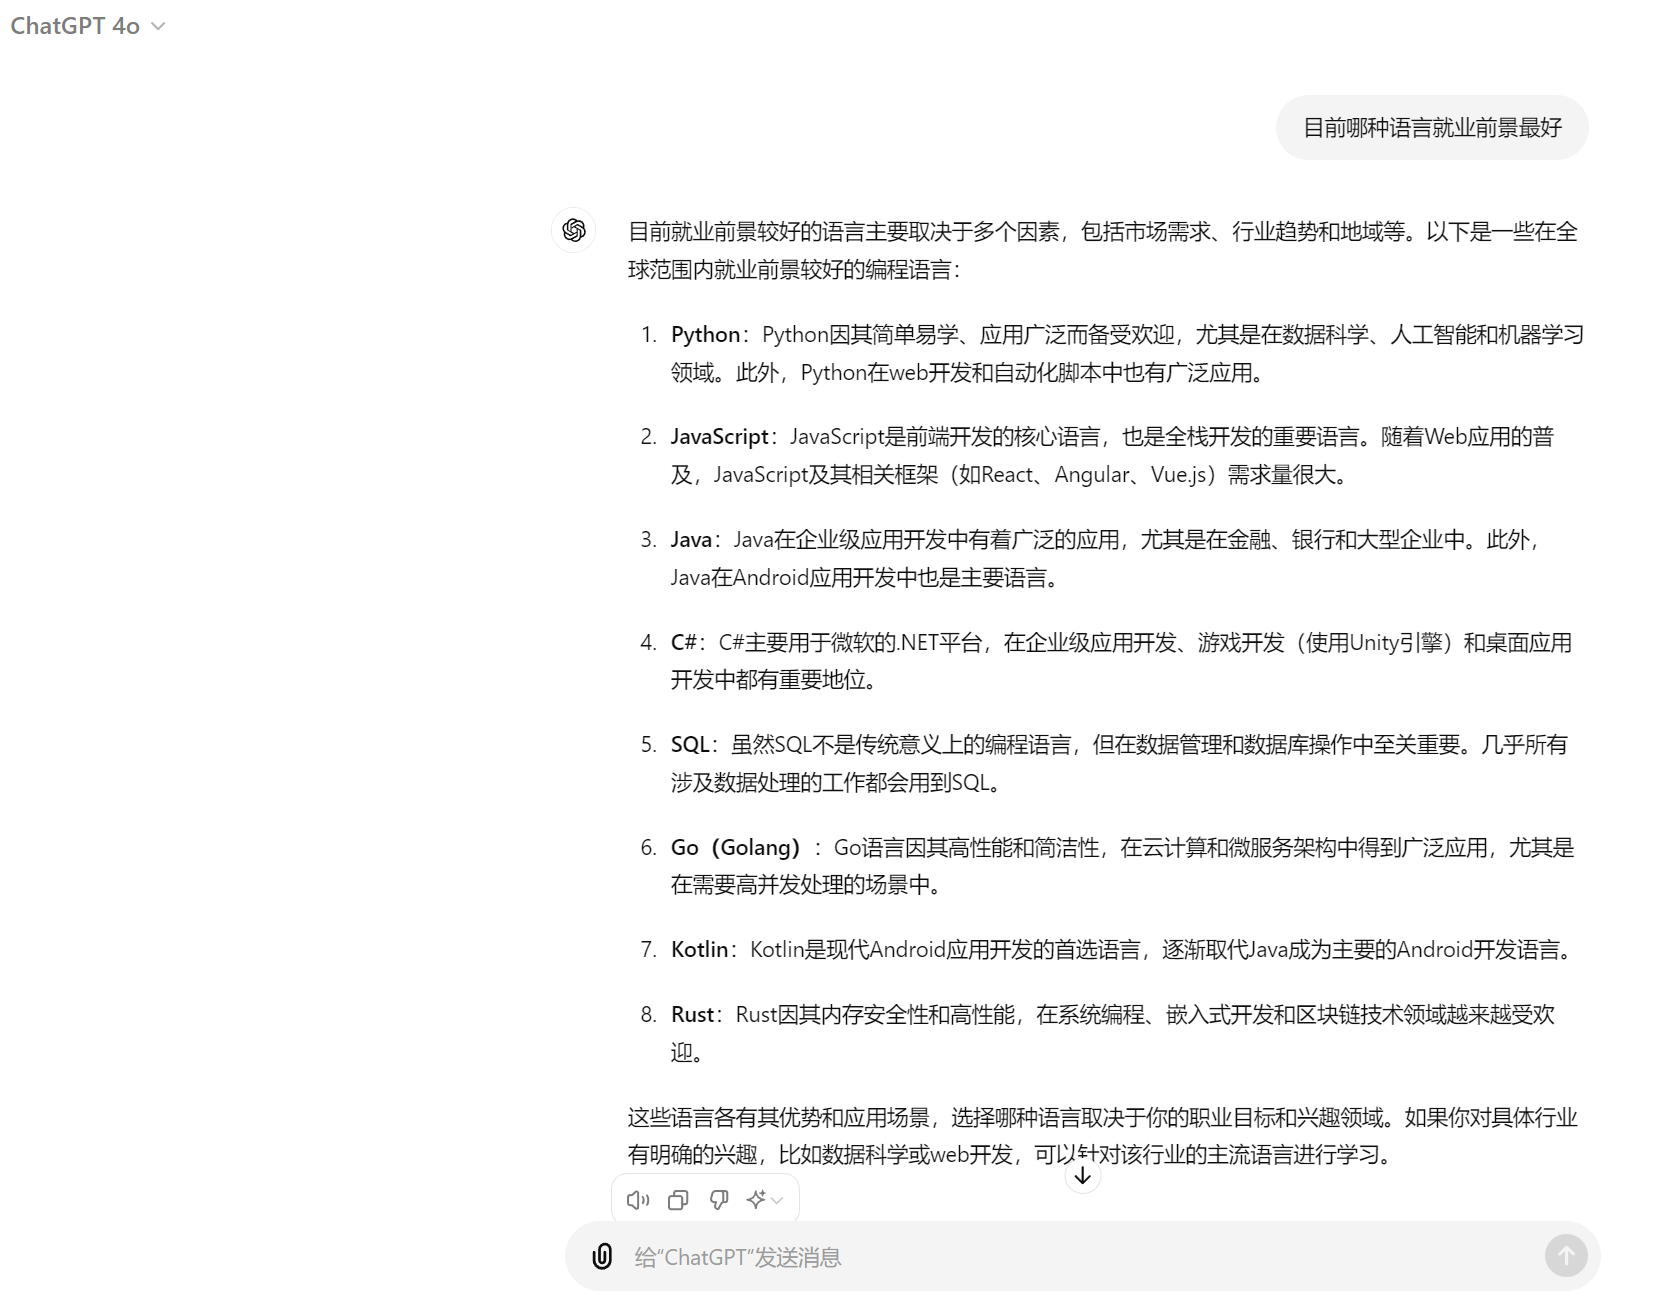 ChatGPT 4o
目前哪种语言就业前景最好
目前就业前景较好的语言主要取决于多个因素，包括市场需求、行业趋势和地域等。以下是一些在全
球范围内就业前景较好的编程语言：
1. Python：Python因其简单易学、应用广泛而备受欢迎，尤其是在数据科学、人工智能和机器学习
领域。此外，Python在web开发和自动化脚本中也有广泛应用。
2. JavaScript：JavaScript是前端开发的核心语言，也是全栈开发的重要语言。随着Web应用的普
及，JavaScript及其相关框架（如React、Angular、Vue.js）需求量很大。
3. Java：Java在企业级应用开发中有着广泛的应用，尤其是在金融、银行和大型企业中。此外，
Java在Android应用开发中也是主要语言。
4. C#：C#主要用于微软的.NET平台，在企业级应用开发、游戏开发（使用Unity引擎）和桌面应用
开发中都有重要地位。
5. SQL：虽然SQL不是传统意义上的编程语言，但在数据管理和数据库操作中至关重要。几乎所有
涉及数据处理的工作都会用到SQL。
6. Go（Golang）：Go语言因其高性能和简洁性，在云计算和微服务架构中得到广泛应用，尤其是
在需要高并发处理的场景中。
7. Kotlin：Kotlin是现代Android应用开发的首选语言，逐渐取代Java成为主要的Android开发语言。
8. Rust：Rust因其内存安全性和高性能，在系统编程、嵌入式开发和区块链技术领域越来越受欢
迎。
这些语言各有其优势和应用场景，选择哪种语言取决于你的职业目标和兴趣领域。如果你对具体行业
有明确的兴趣，比如数据科学或web开发，可以针对该行业的主流语言进行学习。
给“ChatGPT”发送消息